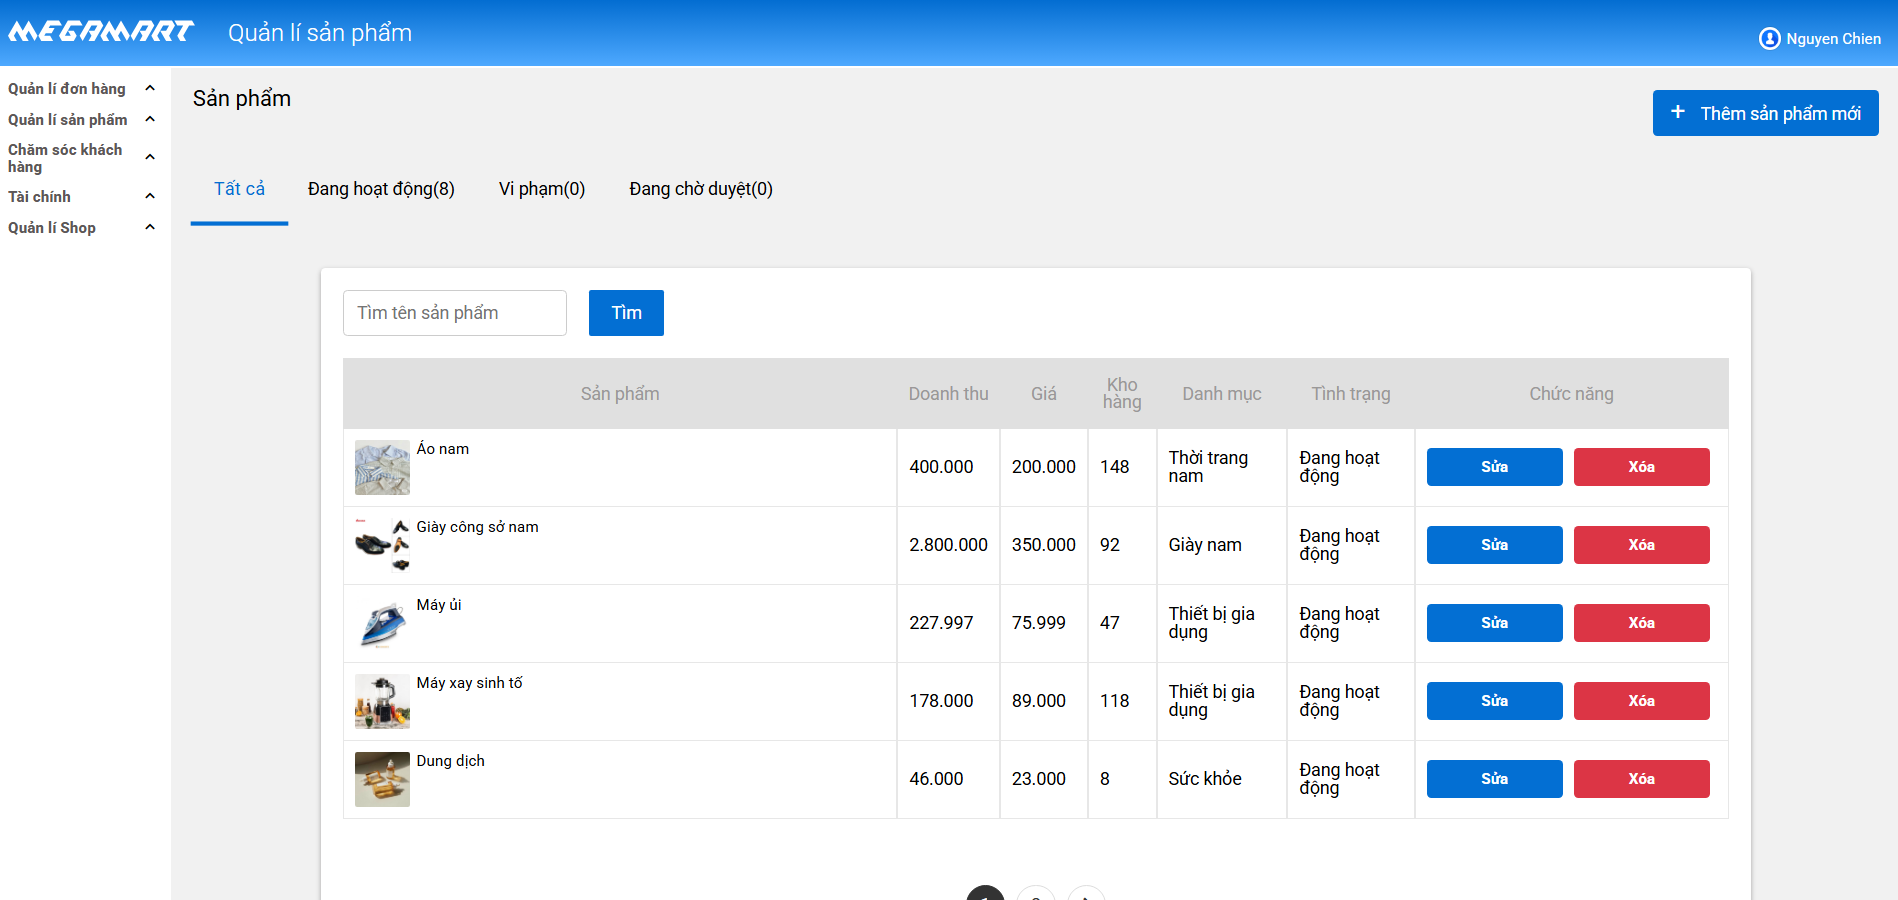 MEGAMART
Quản lí sản phẩm
Nguyen Chien
Quản lí đơn hàng
Quản lí sản phẩm
Chăm sóc khách
hàng
Tài chính
Quản lí Shop
Sản phẩm
+ Thêm sản phẩm mới
Tất cả
Đang hoạt động(8)
Vi phạm(0)
Đang chờ duyệt(0)
Tìm tên sản phẩm
Tìm
Sản phẩm
Doanh thu
Giá
Kho
hàng
Danh mục
Tình trạng
Chức năng
Áo nam
400.000
200.000
148
Thời trang
nam
Đang hoạt
động
Sửa
Xóa
Giày công sở nam
2.800.000
350.000
92
Giày nam
Đang hoạt
động
Sửa
Xóa
Máy ủi
227.997
75.999
47
Thiết bị gia
dụng
Đang hoạt
động
Sửa
Xóa
Máy xay sinh tố
178.000
89.000
118
Thiết bị gia
dụng
Đang hoạt
động
Sửa
Xóa
Dung dịch
46.000
23.000
8
Sức khỏe
Đang hoạt
động
Sửa
Xóa